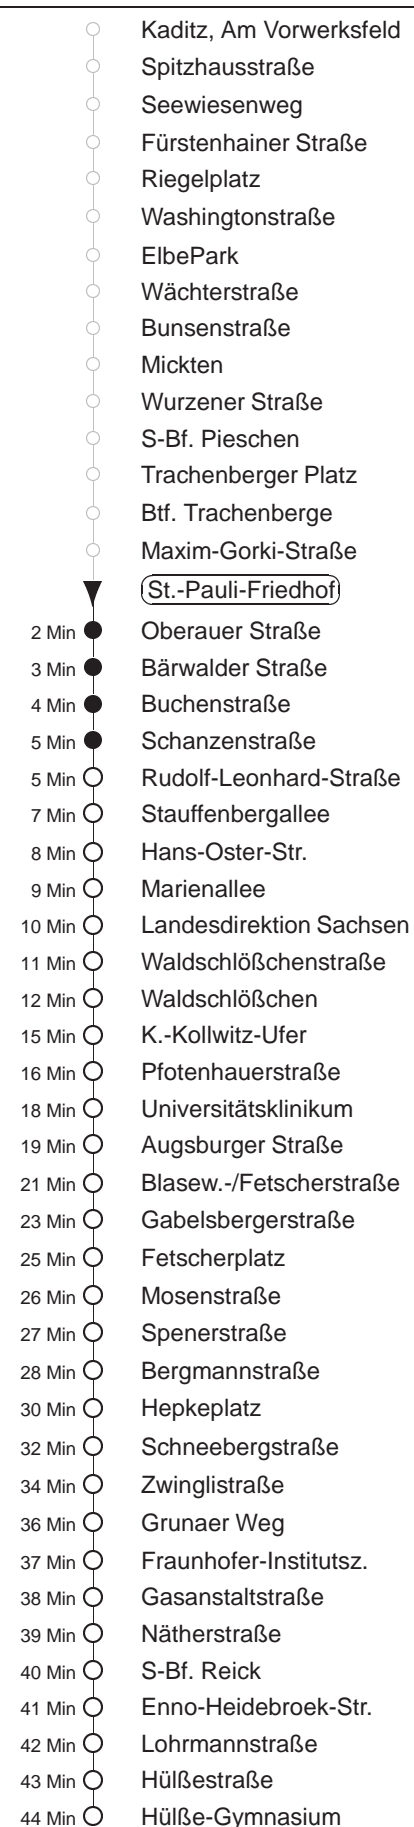 Kaditz, Am Vorwerksfeld
Spitzhausstraße
Seewiesenweg
Fürstenhainer Straße
Riegelplatz
Washingtonstraße
ElbePark
Wächterstraße
Bunsenstraße
Mickten
Wurzener Straße
S-Bf. Pieschen
Trachenberger Platz
Btf. Trachenberge
Maxim-Gorki-Straße
St.-Pauli-Friedhof
2 Min Oberauer Straße
3 Min Bärwalder Straße
4 Min Buchenstraße
5 Min Schanzenstraße
5 Min Rudolf-Leonhard-Straße
7 Min Stauffenbergallee
8 Min Hans-Oster-Str.
9 Min Marienallee
10 Min Landesdirektion Sachsen
11 Min Waldschlößchenstraße
12 Min Waldschlößchen
15 Min K.-Kollwitz-Ufer
16 Min Pfotenhauerstraße
18 Min Universitätsklinikum
19 Min Augsburger Straße
21 Min Blasew.-/Fetscherstraße
23 Min Gabelsbergerstraße
25 Min Fetscherplatz
26 Min Mosenstraße
27 Min Spenerstraße
28 Min Bergmannstraße
30 Min Hepkeplatz
32 Min Schneebergstraße
34 Min Zwinglistraße
36 Min Grunaer Weg
37 Min Fraunhofer-Institutsz.
38 Min Gasanstaltstraße
39 Min Nätherstraße
40 Min S-Bf. Reick
41 Min Enno-Heidebroek-Str.
42 Min Lohrmannstraße
43 Min Hülßestraße
44 Min Hülße-Gymnasium